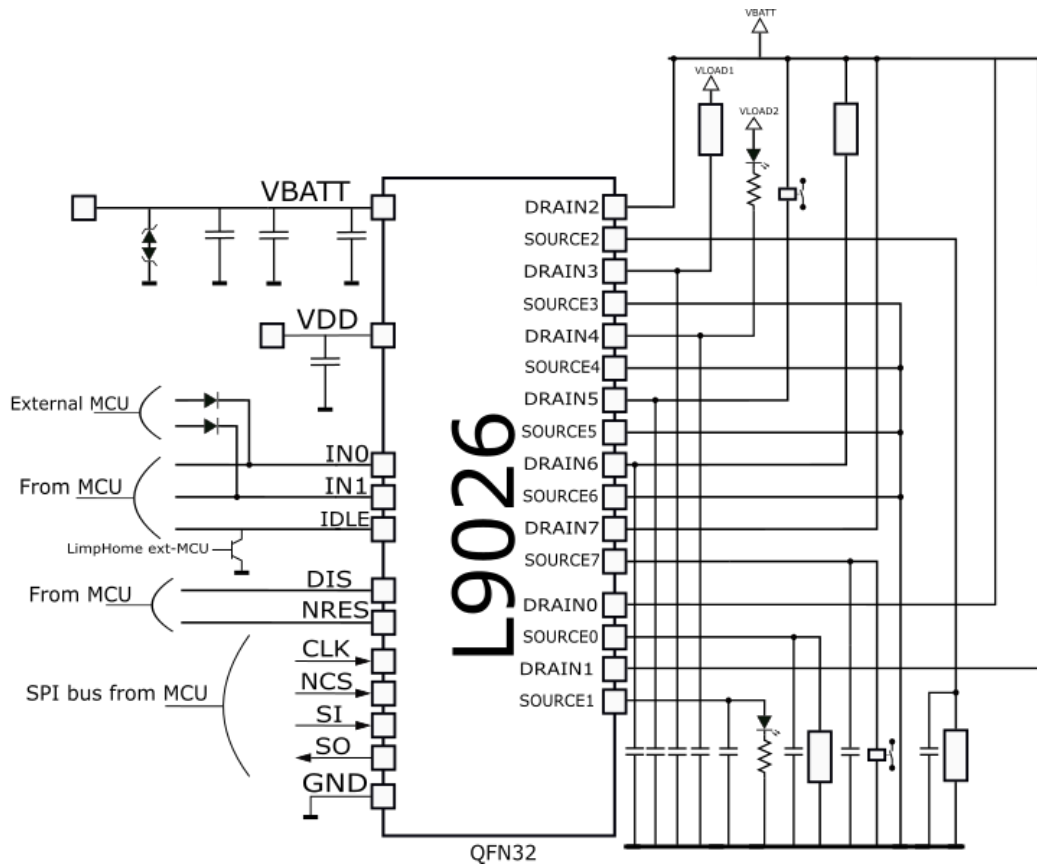 VBATT
VLOAD1
VLOAD2
VBATT
DRAIN2
SOURCE2
DRAIN3
SOURCE3
VDD
DRAIN4
SOURCE4
External MCU
DRAIN5
SOURCE5
IN0
DRAIN6
From MCU
IN1
SOURCE6
IDLE
DRAIN7
LimpHome ext-MCU
SOURCE7
L9026
From MCU
DIS
DRAIN0
NRES
SOURCE0
CLK
DRAIN1
SPI bus from MCU
NCS
SOURCE1
SI
SO
GND
QFN32